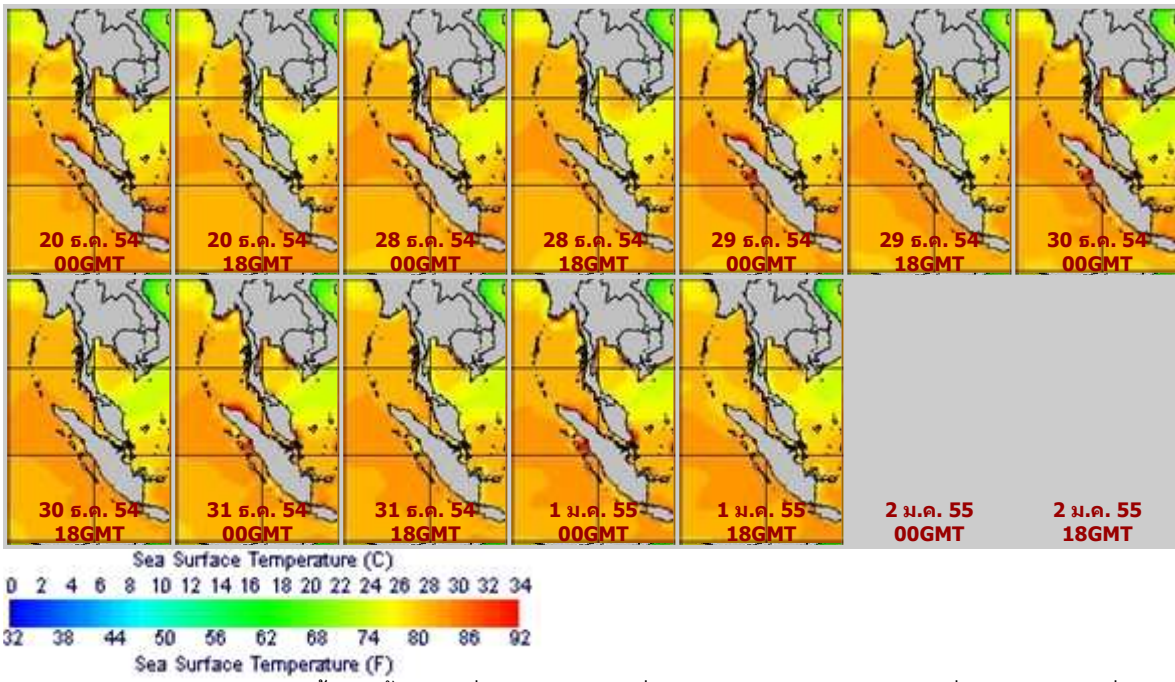 20 ธ.ค. 54
00GMT
20 ธ.ค. 54
18GMT
28 ธ.ค. 54
00GMT
28 ธ.ค. 54
18GMT
29 ธ.ค. 54
00GMT
29 ธ.ค. 54
18GMT
30 ธ.ค. 54
00GMT
30 ธ.ค. 54
18GMT
31 ธ.ค. 54
00GMT
31 ธ.ค. 54
18GMT
1 ม.ค. 55
00GMT
1 ม.ค. 55
18GMT
2 ม.ค. 55
00GMT
2 ม.ค. 55
18GMT
Sea Surface Temperature (C)
0 2 4 6 8 10 12 14 16 18 20 22 24 26 28 30 32 34
32 38 44 50 56 62 68 74 80 86 92
Sea Surface Temperature (F)